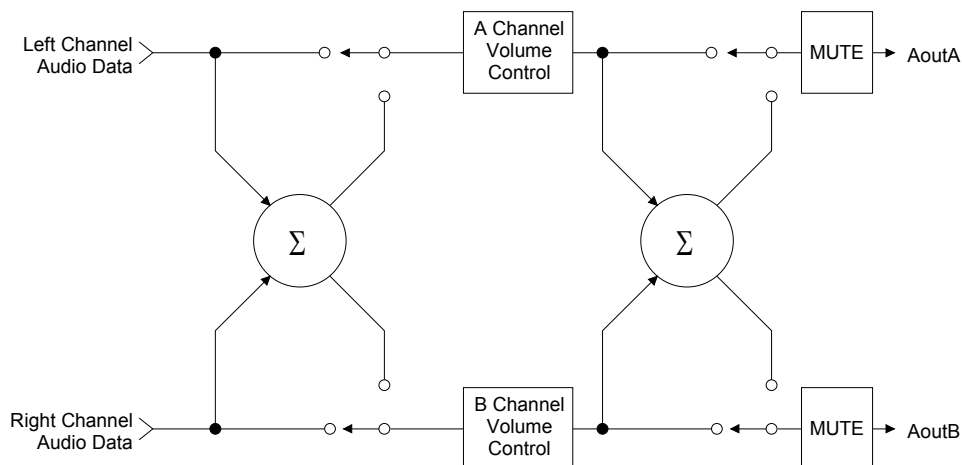 Left Channel
Audio Data
A Channel
Volume
Control
MUTE
AoutA
Σ
Σ
Right Channel
Audio Data
B Channel
Volume
Control
MUTE
AoutB